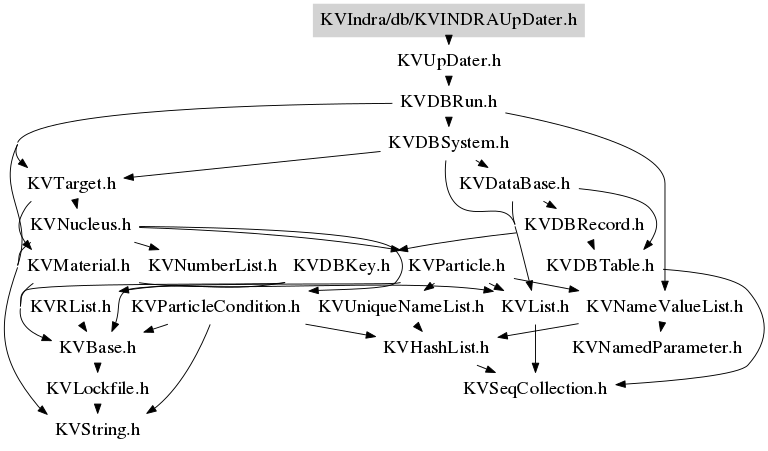 KVIndra/db/KVINDRAUpDater.h
KVUpDater.h
KVDBRun.h
KVDBSystem.h
KVTarget.h
KVDataBase.h
KVNucleus.h
KVDBRecord.h
KVMaterial.h
KVNumberList.h
KVDBKey.h
KVParticle.h
KVDBTable.h
KVRList.h
KVParticleCondition.h
KVUniqueNameList.h
KVList.h
KVNameValueList.h
KVBase.h
KVHashList.h
KVNamedParameter.h
KVLockfile.h
KVSeqCollection.h
KVString.h